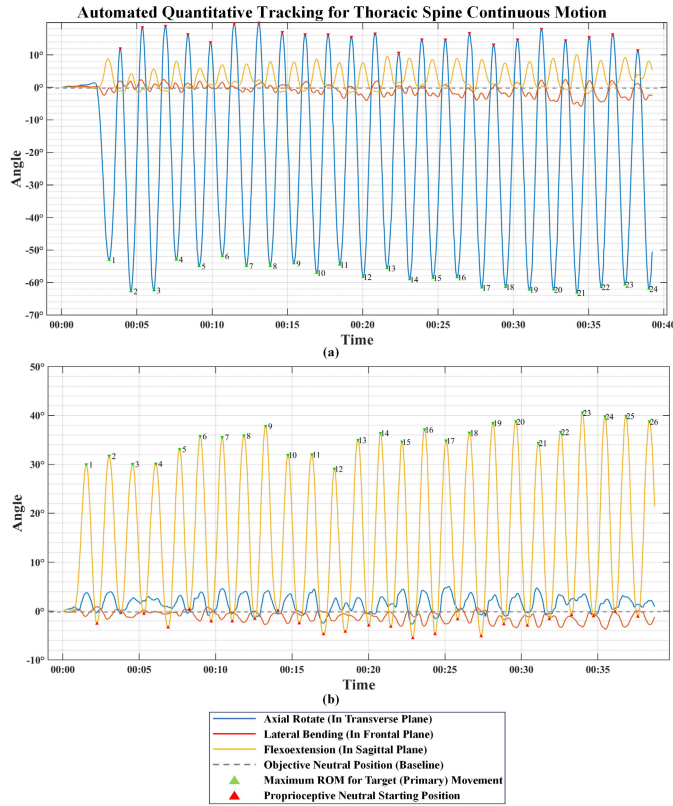 Automated Quantitative Tracking for Thoracic Spine Continuous Motion
10°
0°
-10°
-20°
-30°
-40°
-50°
-60°
-70°
Angle
1 2 3 4 5 6 7 8 9 10 11 12 13 14 15 16 17 18 19 20 21 22 23 24
00:00 00:05 00:10 00:15 00:20 00:25 00:30 00:35 00:40
Time
(a)
50°
40°
30°
20°
10°
0°
-10°
Angle
1 2 3 4 5 6 7 8 9 10 11 12 13 14 15 16 17 18 19 20 21 22 23 24 25 26
00:00 00:05 00:10 00:15 00:20 00:25 00:30 00:35
Time
(b)
Axial Rotate (In Transverse Plane)
Lateral Bending (In Frontal Plane)
Flexoextension (In Sagittal Plane)
Objective Neutral Position (Baseline)
Maximum ROM for Target (Primary) Movement
Proprioceptive Neutral Starting Position